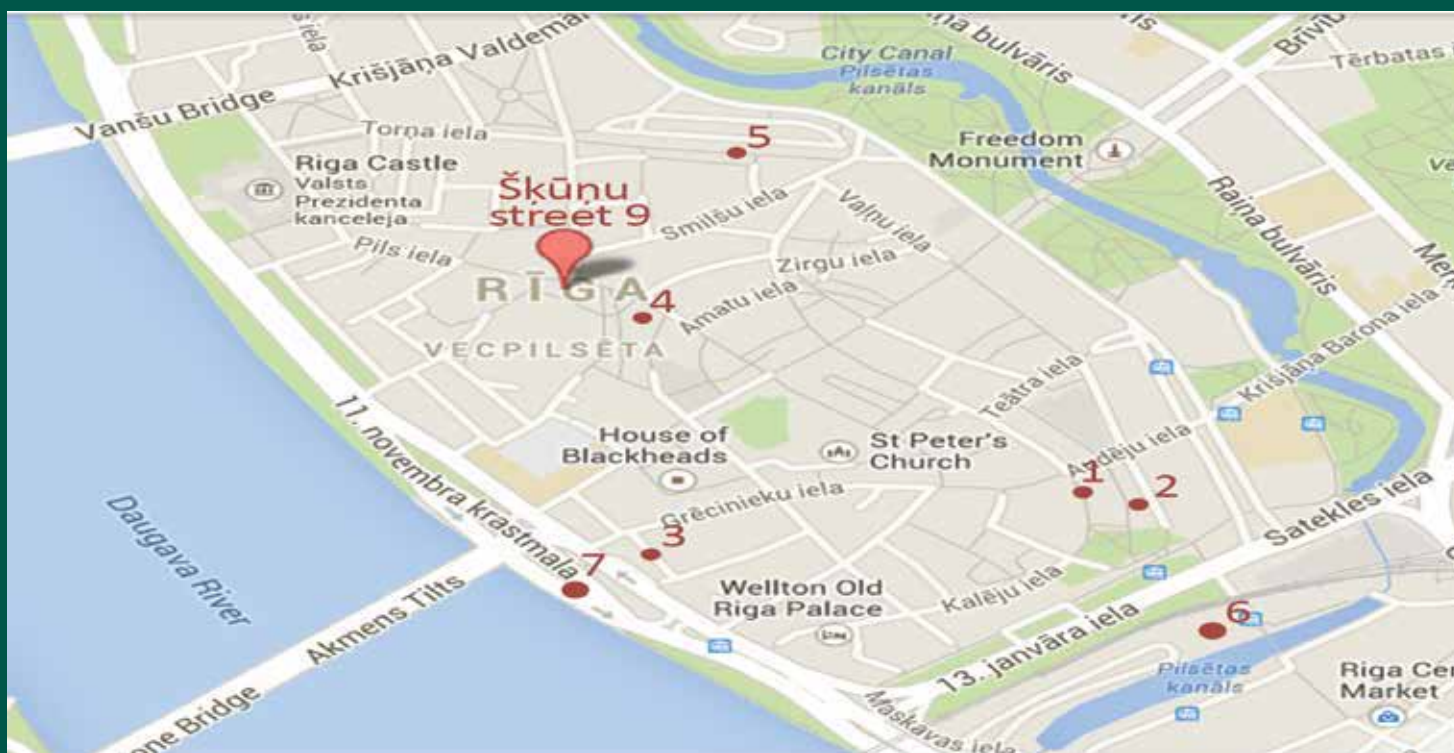 iela
Krišjāņa Valdemā
Vanšu Bridge
City Canal
Pilsētas
kanāls
ņa bulvāris
Brīvīb
Tērbatas
Torņa iela
5
Freedom
Monument
Riga Castle
Valsts
Prezidenta
kanceleja
Šķūņu
street 9
Smilšu iela
Vaļņu iela
Raiņa bulvāris
Pils iela
Zirgu iela
RĪGA
4
Amatu iela
VECPILSĒTA
Krišjāņa Barona iela
Teātra iela
11. novembra krastmala
House of
Blackheads
St Peter's
Church
Audēju iela
1
2
Grēcinieku iela
Satekles iela
3
Daugava River
7
Wellton Old
Riga Palace
Kalēju iela
Akmens Tilts
6
13. janvāra iela
Pilsētas
kanāls
Riga Cen
Market
Maskavas iela
one Bridge